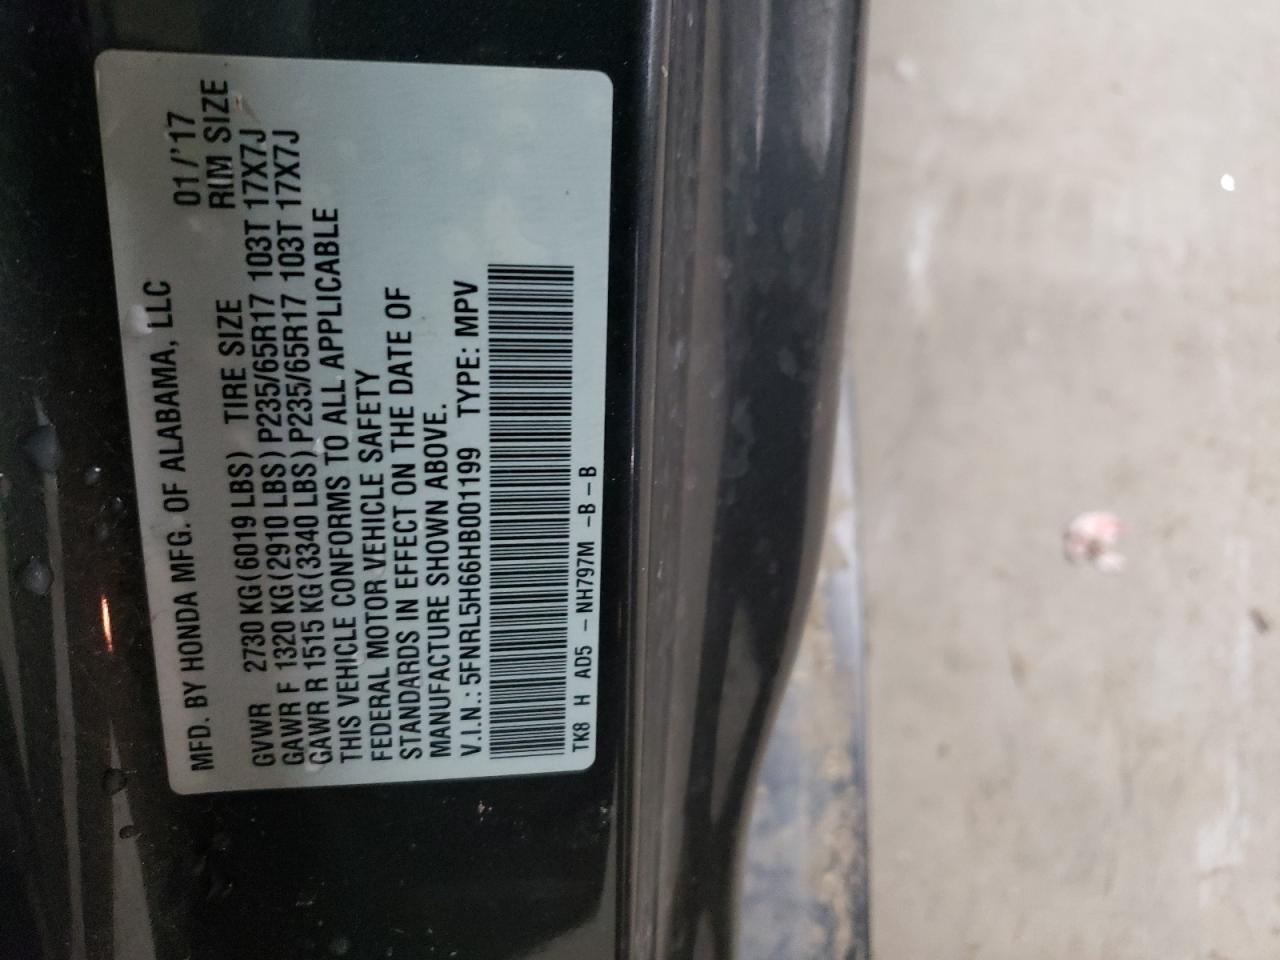 MFD. BY HONDA MFG. OF ALABAMA, LLC 01/'17
GVWR 2730 KG(6019 LBS) TIRE SIZE RIM SIZE
GAWR F 1320 KG(2910 LBS)P235/65R17 103T 17X7J
GAWR R 1515 KG(3340 LBS)P235/65R17 103T 17X7J
THIS VEHICLE CONFORMS TO ALL APPLICABLE
FEDERAL MOTOR VEHICLE SAFETY
STANDARDS IN EFFECT ON THE DATE OF
MANUFACTURE SHOWN ABOVE.
V.I.N.: 5FNRL5H66HB001199 TYPE: MPV
TK8 H AD5 -NH797M -B-B